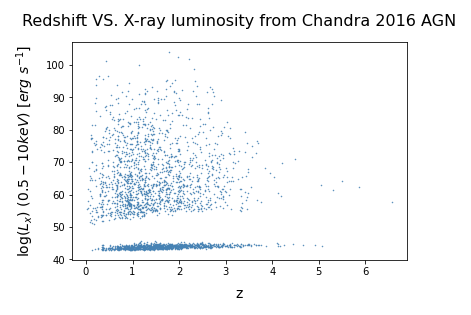 Redshift VS. X-ray luminosity from Chandra 2016 AGN
log(Lₓ) (0.5 − 10keV) [erg s⁻¹]
100
90
80
70
60
50
40
0 1 2 3 4 5 6
z